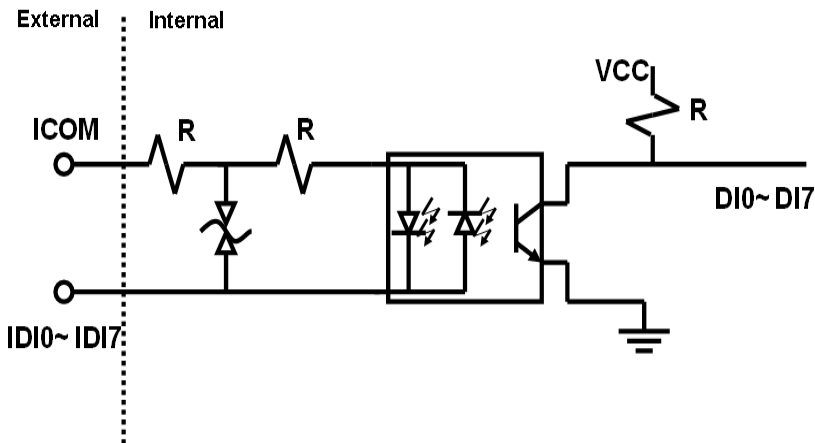 External
Internal
VCC
R
ICOM
R
R
DI0~ DI7
IDI0~ IDI7